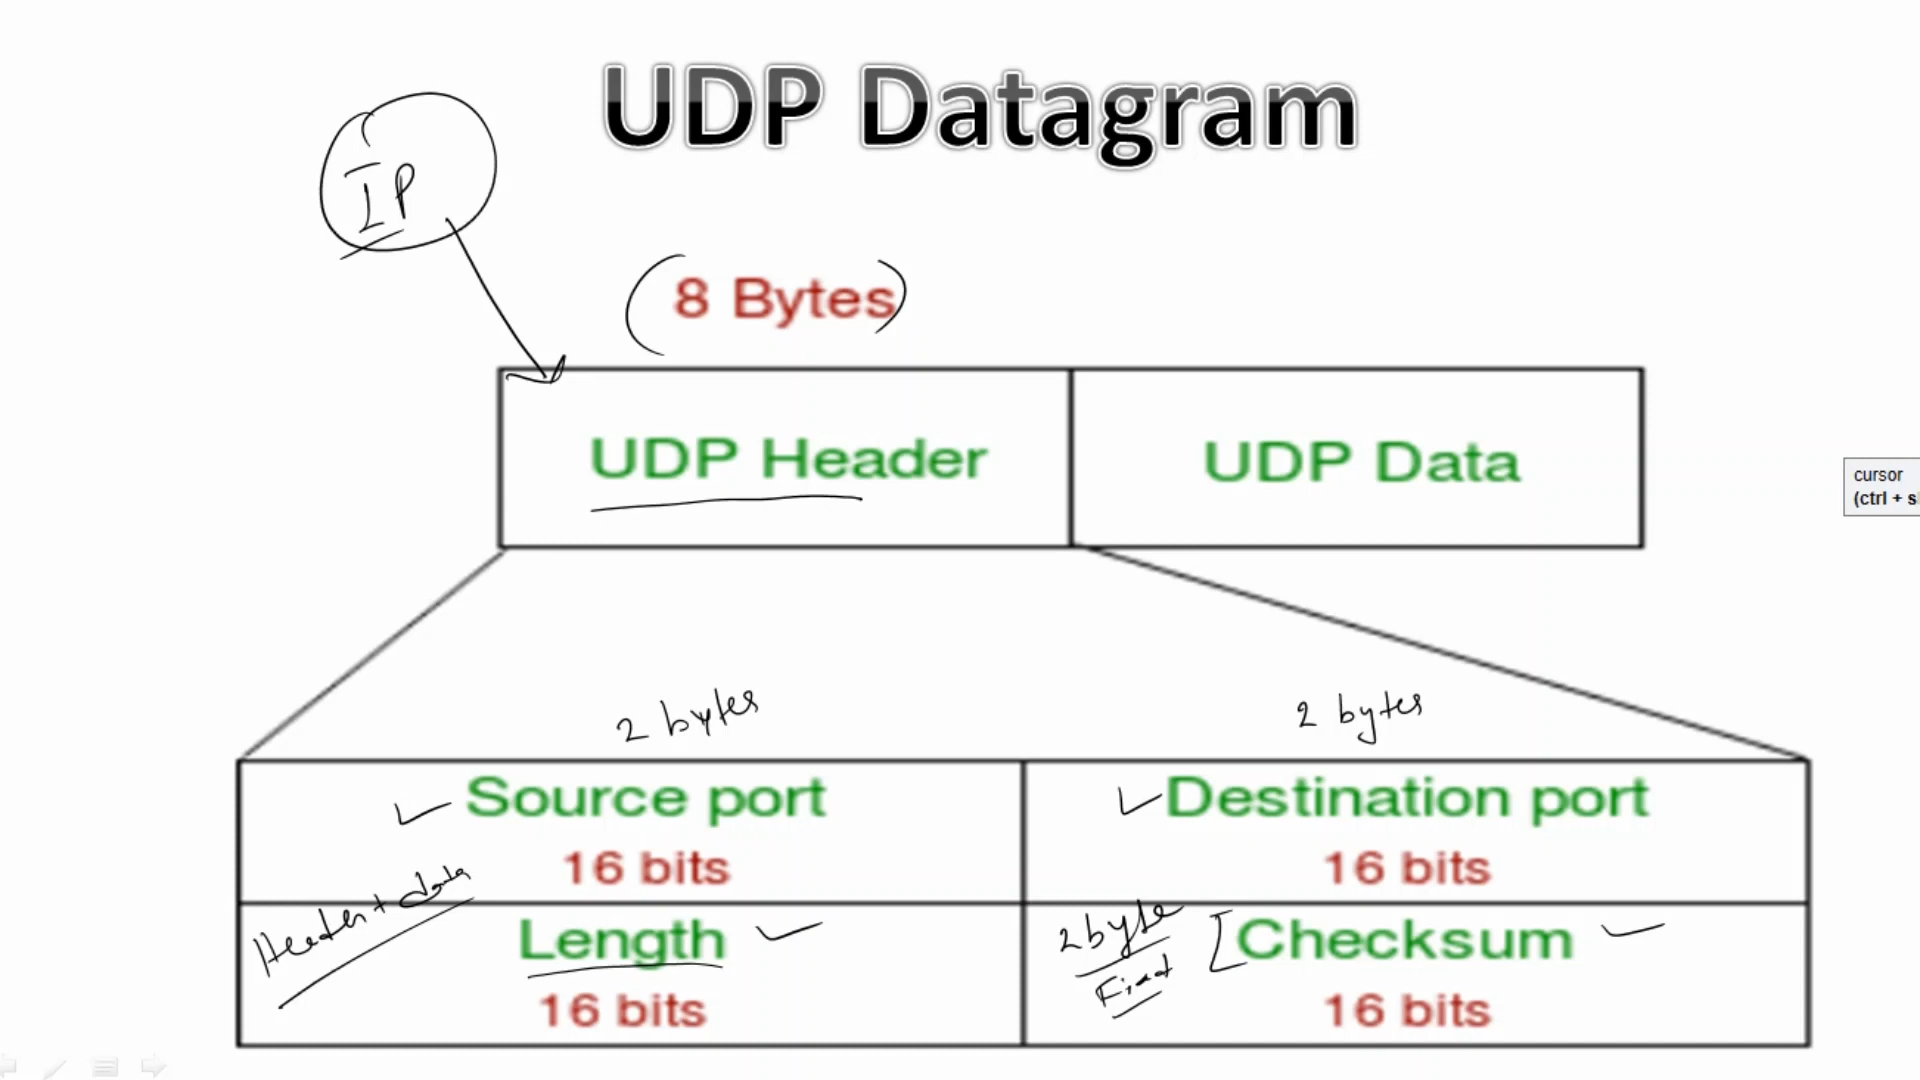 UDP Datagram
IP
8 Bytes
UDP Header
UDP Data
cursor
(ctrl + s
2 bytes
2 bytes
Source port
16 bits
Destination port
16 bits
Header + data
Length
16 bits
2 byte
Fixed
Checksum
16 bits